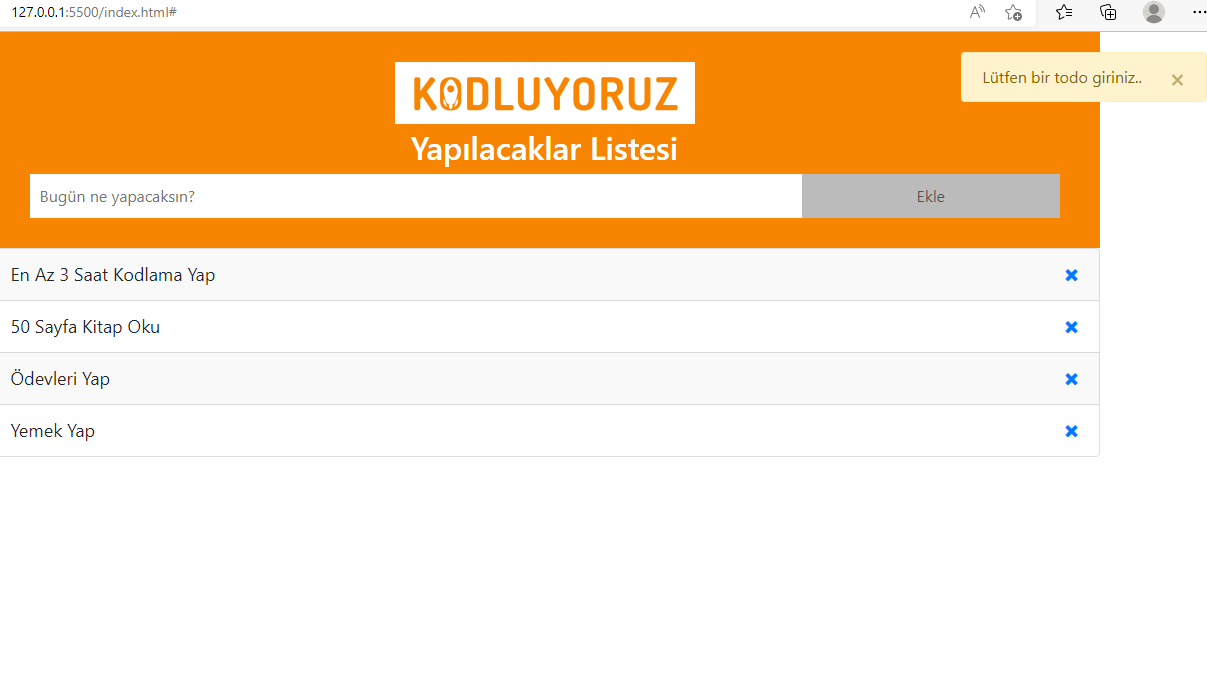 127.0.0.1:5500/index.html#
Lütfen bir todo giriniz..
KODLUYORUZ
Yapılacaklar Listesi
Bugün ne yapacaksın?
Ekle
En Az 3 Saat Kodlama Yap
50 Sayfa Kitap Oku
Ödevleri Yap
Yemek Yap